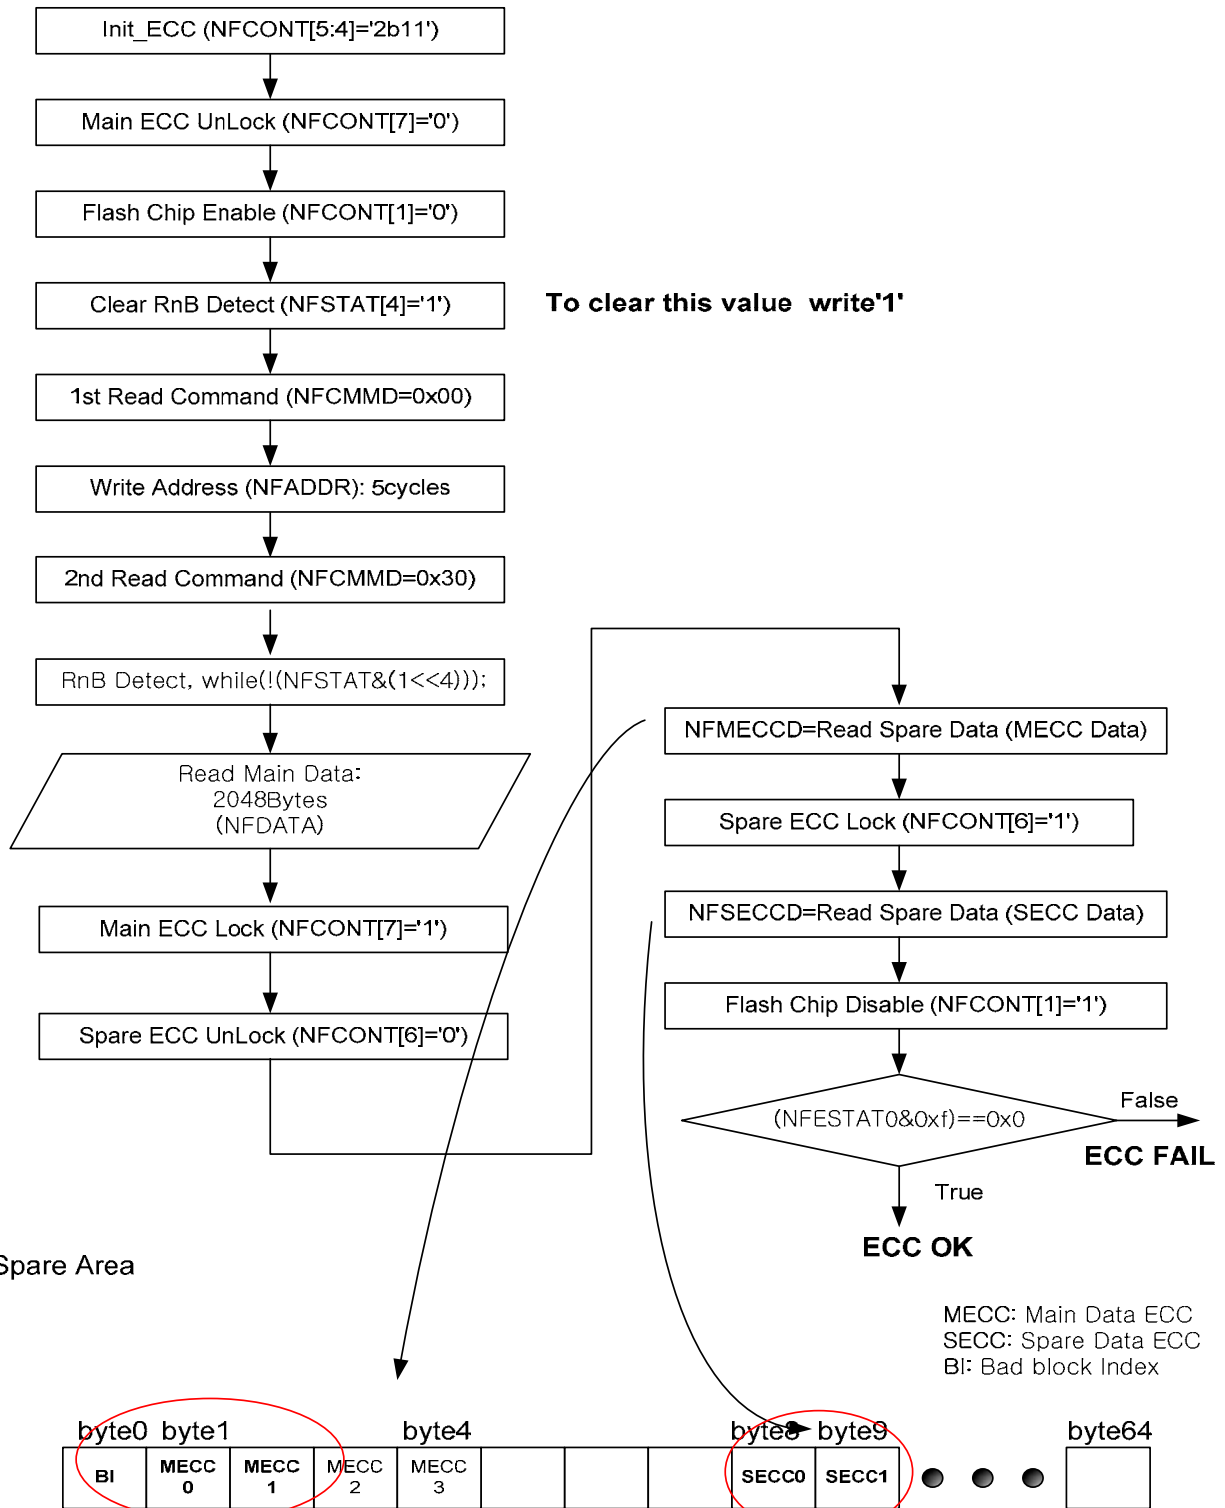 Init_ECC (NFCONT[5:4]='2b11')
Main ECC UnLock (NFCONT[7]='0')
Flash Chip Enable (NFCONT[1]='0')
Clear RnB Detect (NFSTAT[4]='1')
To clear this value write'1'
1st Read Command (NFCMMD=0x00)
Write Address (NFADDR): 5cycles
2nd Read Command (NFCMMD=0x30)
RnB Detect, while(!(NFSTAT&(1<<4)));
Read Main Data:
2048Bytes
(NFDATA)
Main ECC Lock (NFCONT[7]='1')
Spare ECC UnLock (NFCONT[6]='0')
NFMECCD=Read Spare Data (MECC Data)
Spare ECC Lock (NFCONT[6]='1')
NFSECCD=Read Spare Data (SECC Data)
Flash Chip Disable (NFCONT[1]='1')
(NFESTAT0&0xf)==0x0
False
ECC FAIL
True
ECC OK
Spare Area
MECC: Main Data ECC
SECC: Spare Data ECC
BI: Bad block Index
byte0 byte1 byte4 byte8 byte9 byte64
BI
MECC
0
MECC
1
MECC
2
MECC
3
SECC0
SECC1